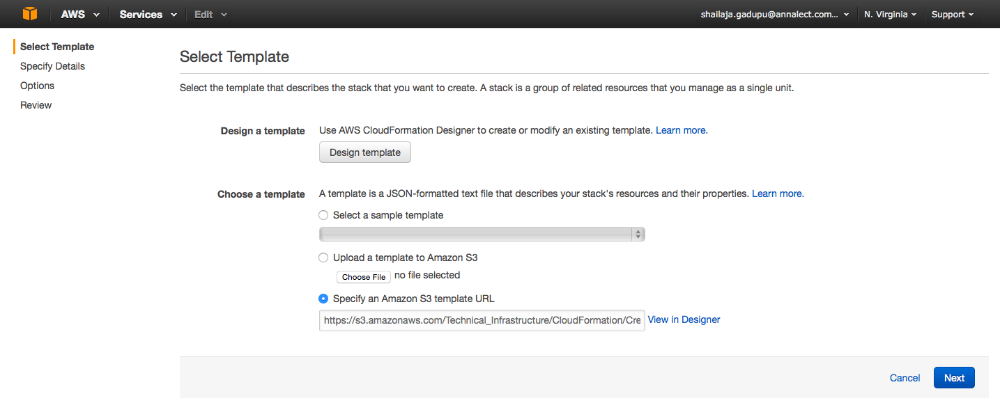 AWS Services Edit shailaja.gadupu@annalect.com... N. Virginia Support
Select Template
Specify Details
Options
Review
Select Template
Select the template that describes the stack that you want to create. A stack is a group of related resources that you manage as a single unit.
Design a template Use AWS CloudFormation Designer to create or modify an existing template. Learn more.
Design template
Choose a template A template is a JSON-formatted text file that describes your stack's resources and their properties. Learn more.
Select a sample template
Upload a template to Amazon S3
Choose File no file selected
Specify an Amazon S3 template URL
https://s3.amazonaws.com/Technical_Infrastructure/CloudFormation/Cre View in Designer
Cancel Next